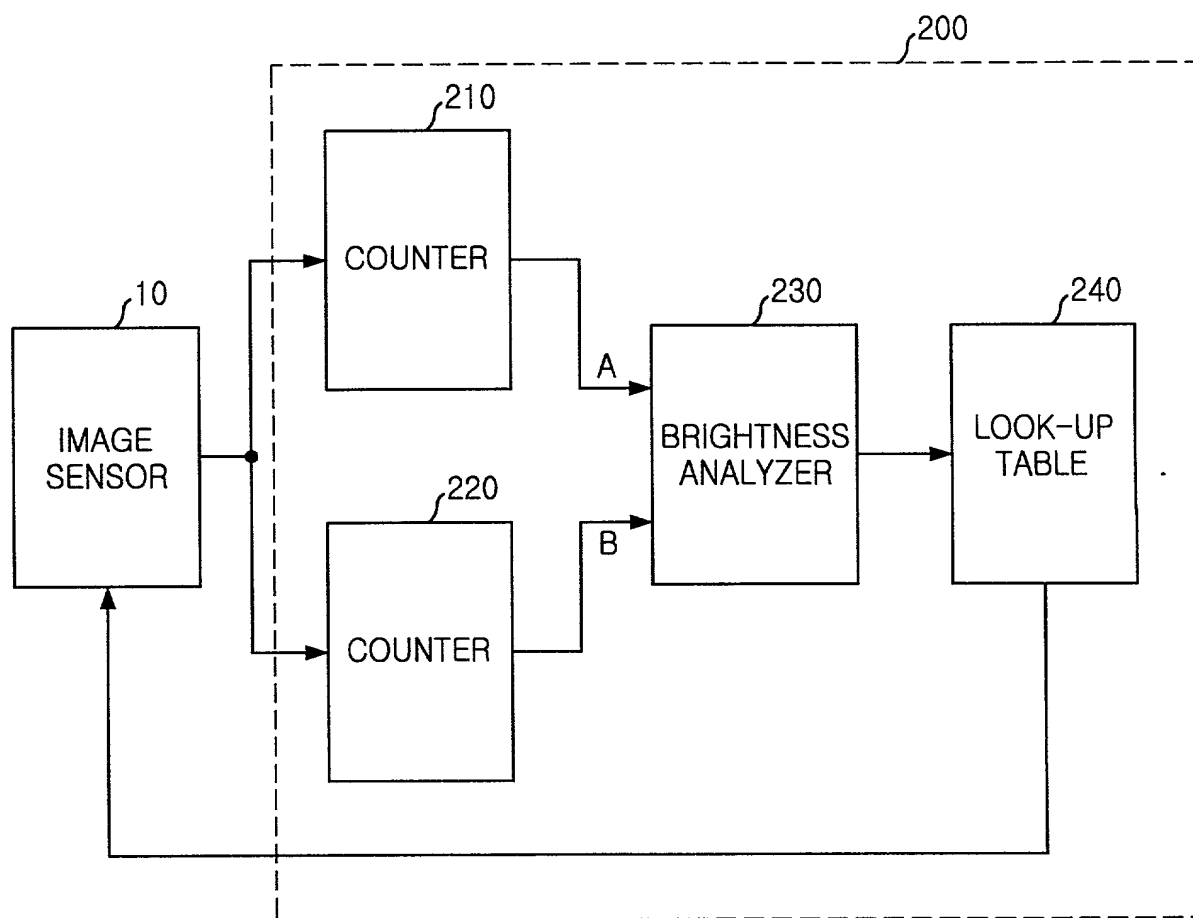 200
210
COUNTER
10
IMAGE
SENSOR
A
230
BRIGHTNESS
ANALYZER
240
LOOK-UP
TABLE
220
COUNTER
B